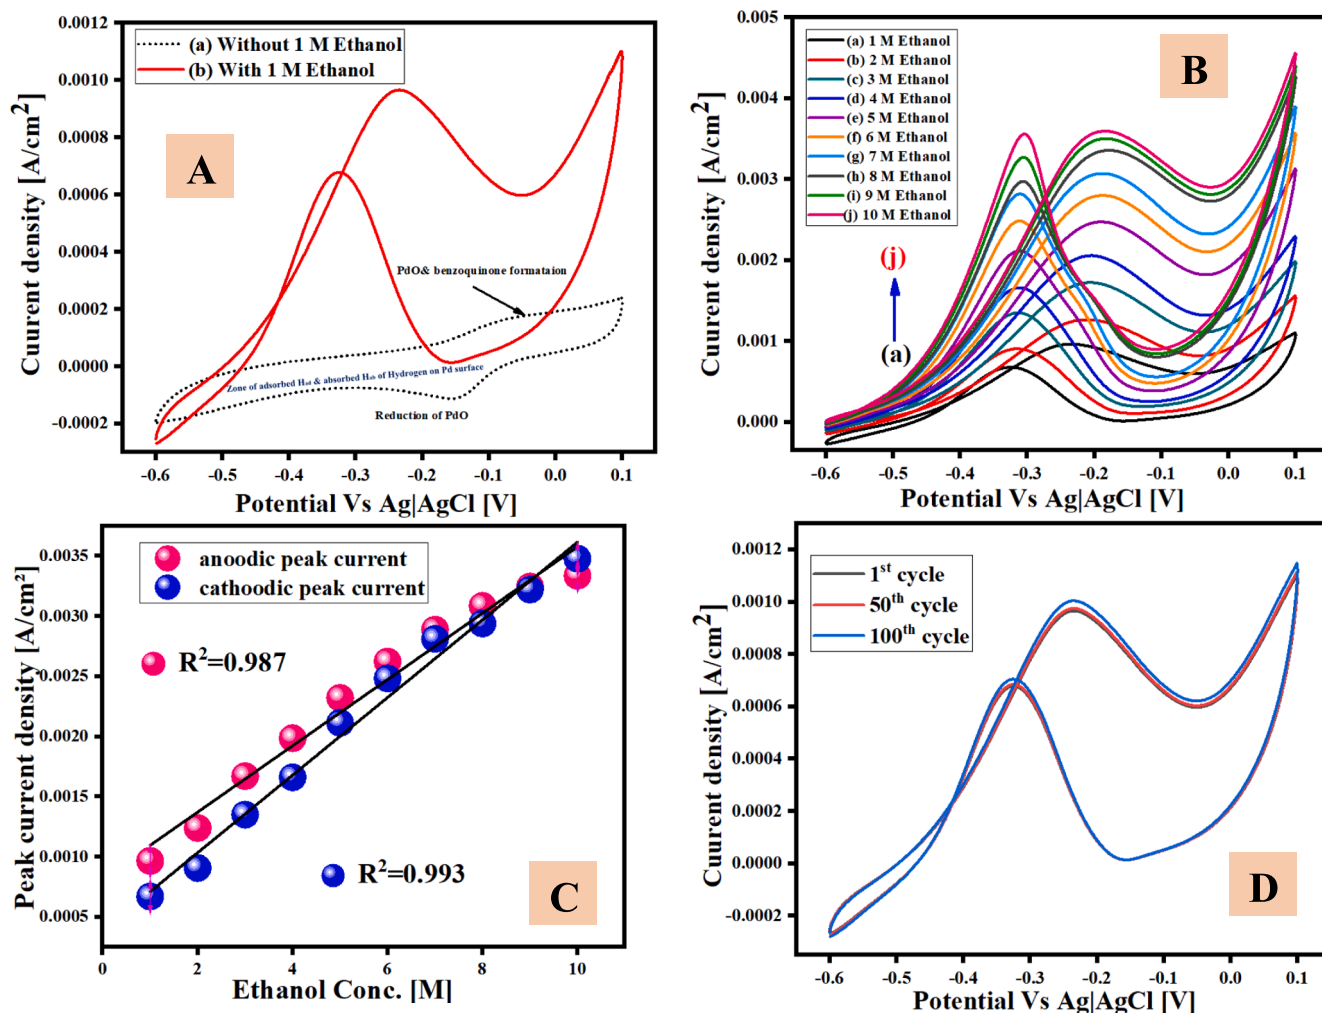 0.0012
0.0010
0.0008
0.0006
0.0004
0.0002
0.0000
-0.0002
Cuurent density [A/cm²]
(a) Without 1 M Ethanol
(b) With 1 M Ethanol
A
PdO& benzoquinone formataion
Zone of adsorbed H & absorbed H of Hydrogen on Pd surface
Reduction of PdO
-0.6 -0.5 -0.4 -0.3 -0.2 -0.1 0.0 0.1
Potential Vs Ag|AgCl [V]
0.005
0.004
0.003
0.002
0.001
0.000
Cuurent density [A/cm²]
(a) 1 M Ethanol
(b) 2 M Ethanol
(c) 3 M Ethanol
(d) 4 M Ethanol
(e) 5 M Ethanol
(f) 6 M Ethanol
(g) 7 M Ethanol
(h) 8 M Ethanol
(i) 9 M Ethanol
(j) 10 M Ethanol
B
(j)
(a)
-0.6 -0.5 -0.4 -0.3 -0.2 -0.1 0.0 0.1
Potential Vs Ag|AgCl [V]
0.0035
0.0030
0.0025
0.0020
0.0015
0.0010
0.0005
Peak current density [A/cm²]
anoodic peak current
cathoodic peak current
R²=0.987
R²=0.993
C
0 2 4 6 8 10
Ethanol Conc. [M]
0.0012
0.0010
0.0008
0.0006
0.0004
0.0002
0.0000
-0.0002
Cuurent density [A/cm²]
1st cycle
50th cycle
100th cycle
D
-0.6 -0.4 -0.3 -0.2 -0.1 0.0 0.1
Potential Vs Ag|AgCl [V]